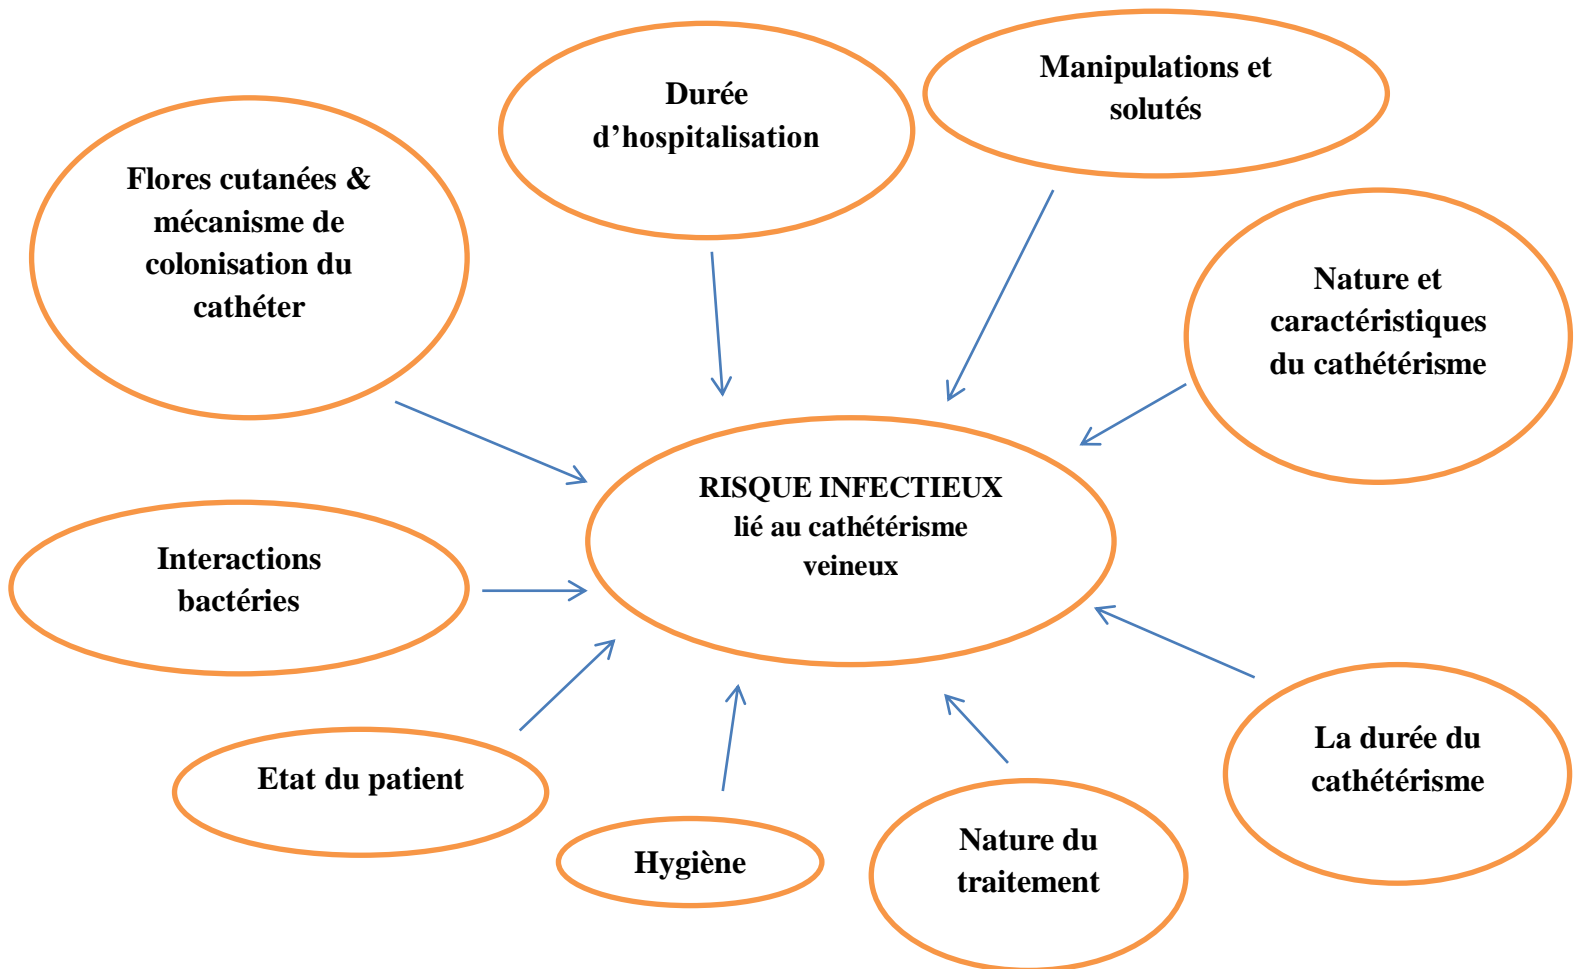 Durée
d’hospitalisation
Manipulations et
solutés
Flores cutanées &
mécanisme de
colonisation du
cathéter
Nature et
caractéristiques
du cathétérisme
RISQUE INFECTIEUX
lié au cathétérisme
veineux
Interactions
bactéries
Etat du patient
Hygiène
Nature du
traitement
La durée du
cathétérisme